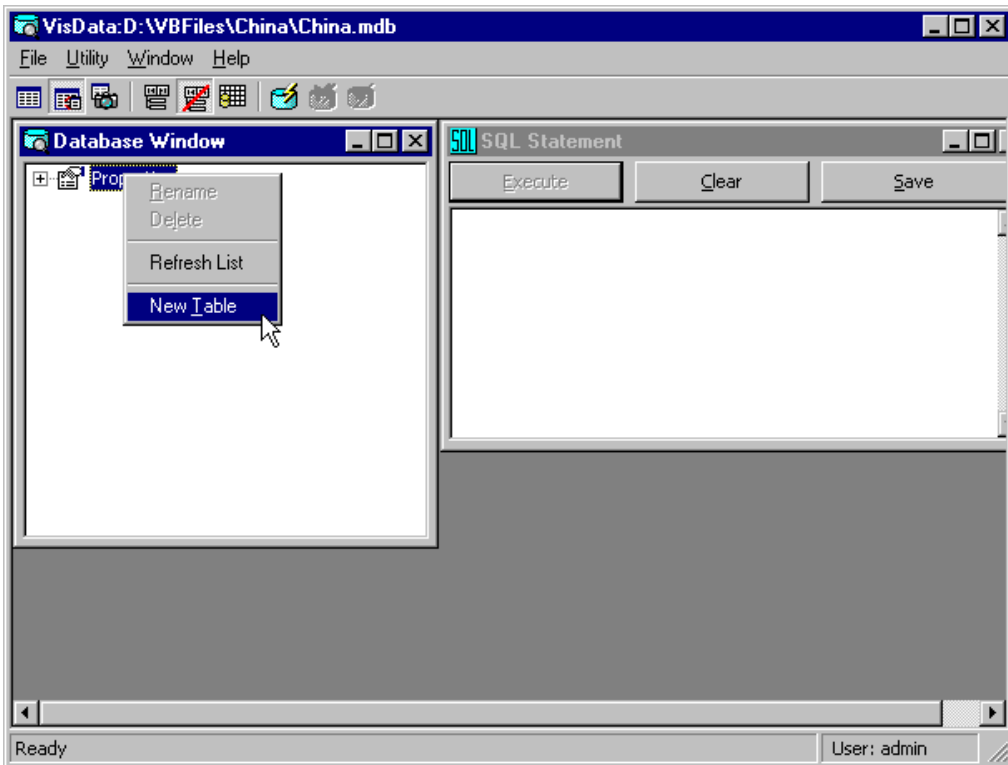 VisData:D:\VBFiles\China\China.mdb
File Utility Window Help
Database Window
SQL Statement
Execute Clear Save
Rename
Delete
Refresh List
New Table
Ready
User: admin